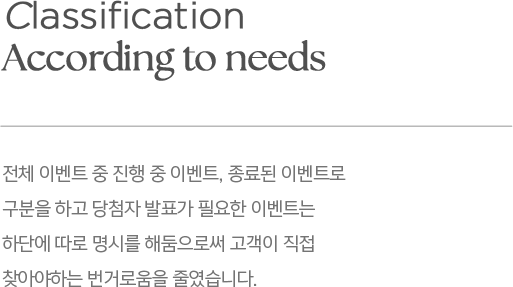 Classification
According to needs
전체 이벤트 중 진행 중 이벤트, 종료된 이벤트로
구분을 하고 당첨자 발표가 필요한 이벤트는
하단에 따로 명시를 해둠으로써 고객이 직접
찾아야하는 번거로움을 줄였습니다.